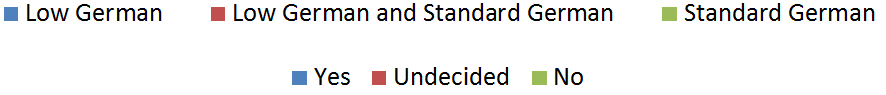 Low German Low German and Standard German Standard German
Yes Undecided No